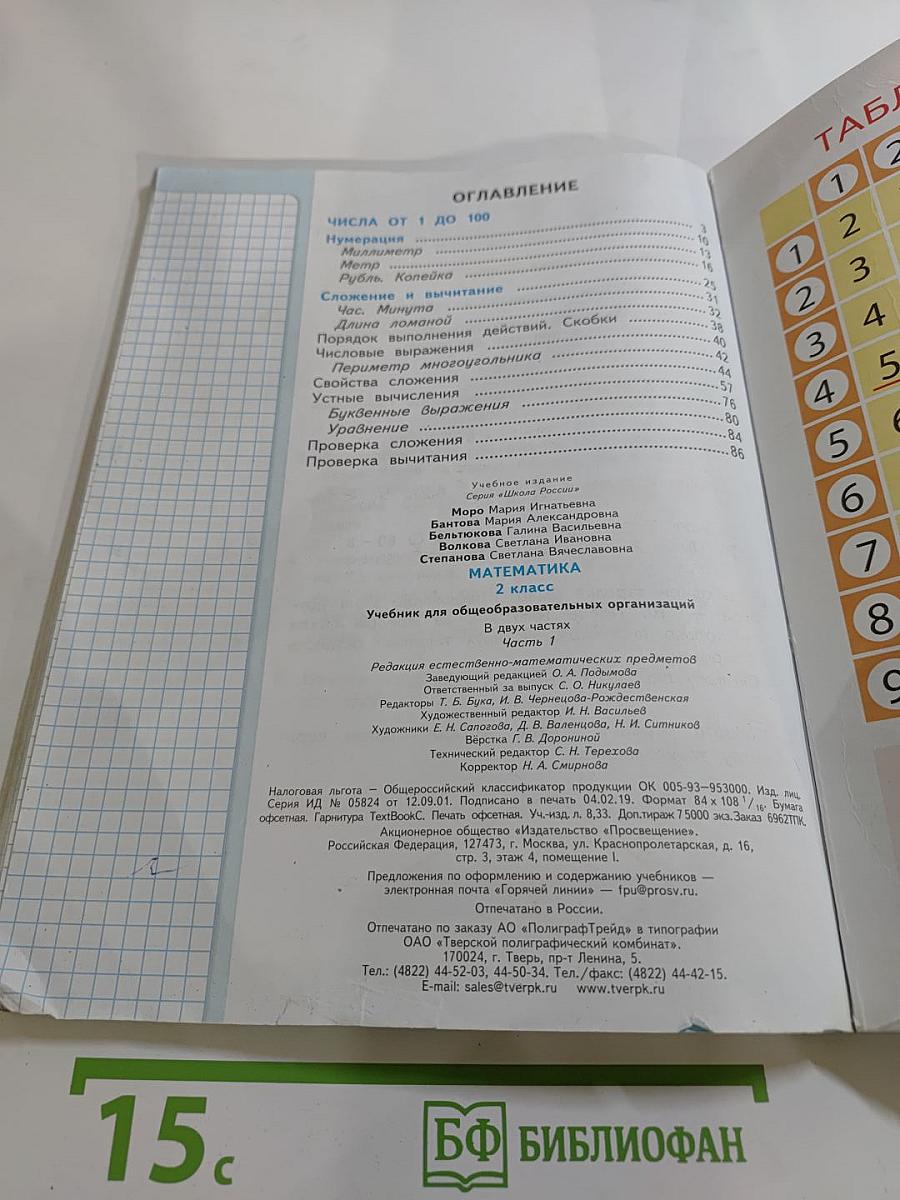 ОГЛАВЛЕНИЕ
ЧИСЛА ОТ 1 ДО 100
Нумерация ........ 3
Миллиметр ........ 10
Метр ........ 13
Рубль. Копейка ........ 16
Сложение и вычитание ........ 25
Час. Минута ........ 31
Длина ломаной ........ 32
Порядок выполнения действий. Скобки ........ 38
Числовые выражения ........ 40
Периметр многоугольника ........ 42
Свойства сложения ........ 44
Устные вычисления ........ 57
Буквенные выражения ........ 76
Уравнение ........ 80
Проверка сложения ........ 84
Проверка вычитания ........ 86
Учебное издание
Серия «Школа России»
Моро Мария Игнатьевна
Бантова Мария Александровна
Бельтюкова Галина Васильевна
Волкова Светлана Ивановна
Степанова Светлана Вячеславовна
МАТЕМАТИКА
2 класс
Учебник для общеобразовательных организаций
В двух частях
Часть 1
Редакция естественно-математических предметов
Заведующий редакцией О. А. Подымова
Ответственный за выпуск С. О. Никулаев
Редакторы Т. Б. Бука, И. В. Чернецова-Рождественская
Художественный редактор И. Н. Васильев
Художники Е. Н. Сапогова, Д. В. Валенцова, Н. И. Ситников
Вёрстка Г. В. Дорониной
Технический редактор С. Н. Терехова
Корректор Н. А. Смирнова
Налоговая льгота – Общероссийский классификатор продукции ОК 005-93–953000. Изд. лиц.
Серия ИД № 05824 от 12.09.01. Подписано в печать 04.02.19. Формат 84 х 108 1/16. Бумага
офсетная. Гарнитура TextBookC. Печать офсетная. Уч.-изд. л. 8,33. Доп.тираж 75000 экз.Заказ 6962ТПК.
Акционерное общество «Издательство «Просвещение».
Российская Федерация, 127473, г. Москва, ул. Краснопролетарская, д. 16,
стр. 3, этаж 4, помещение I.
Предложения по оформлению и содержанию учебников —
электронная почта «Горячей линии» — fpu@prosv.ru.
Отпечатано в России.
Отпечатано по заказу АО «ПолиграфТрейд» в типографии
ОАО «Тверской полиграфический комбинат».
170024, г. Тверь, пр-т Ленина, 5.
Тел.: (4822) 44-52-03, 44-50-34. Тел./факс: (4822) 44-42-15.
E-mail: sales@tverpk.ru www.tverpk.ru
ТАБЛ
1 2
1 2
2 3
3 4
4 5
5 6
6
7
8
9
15 с
БФ БИБЛИОФАН